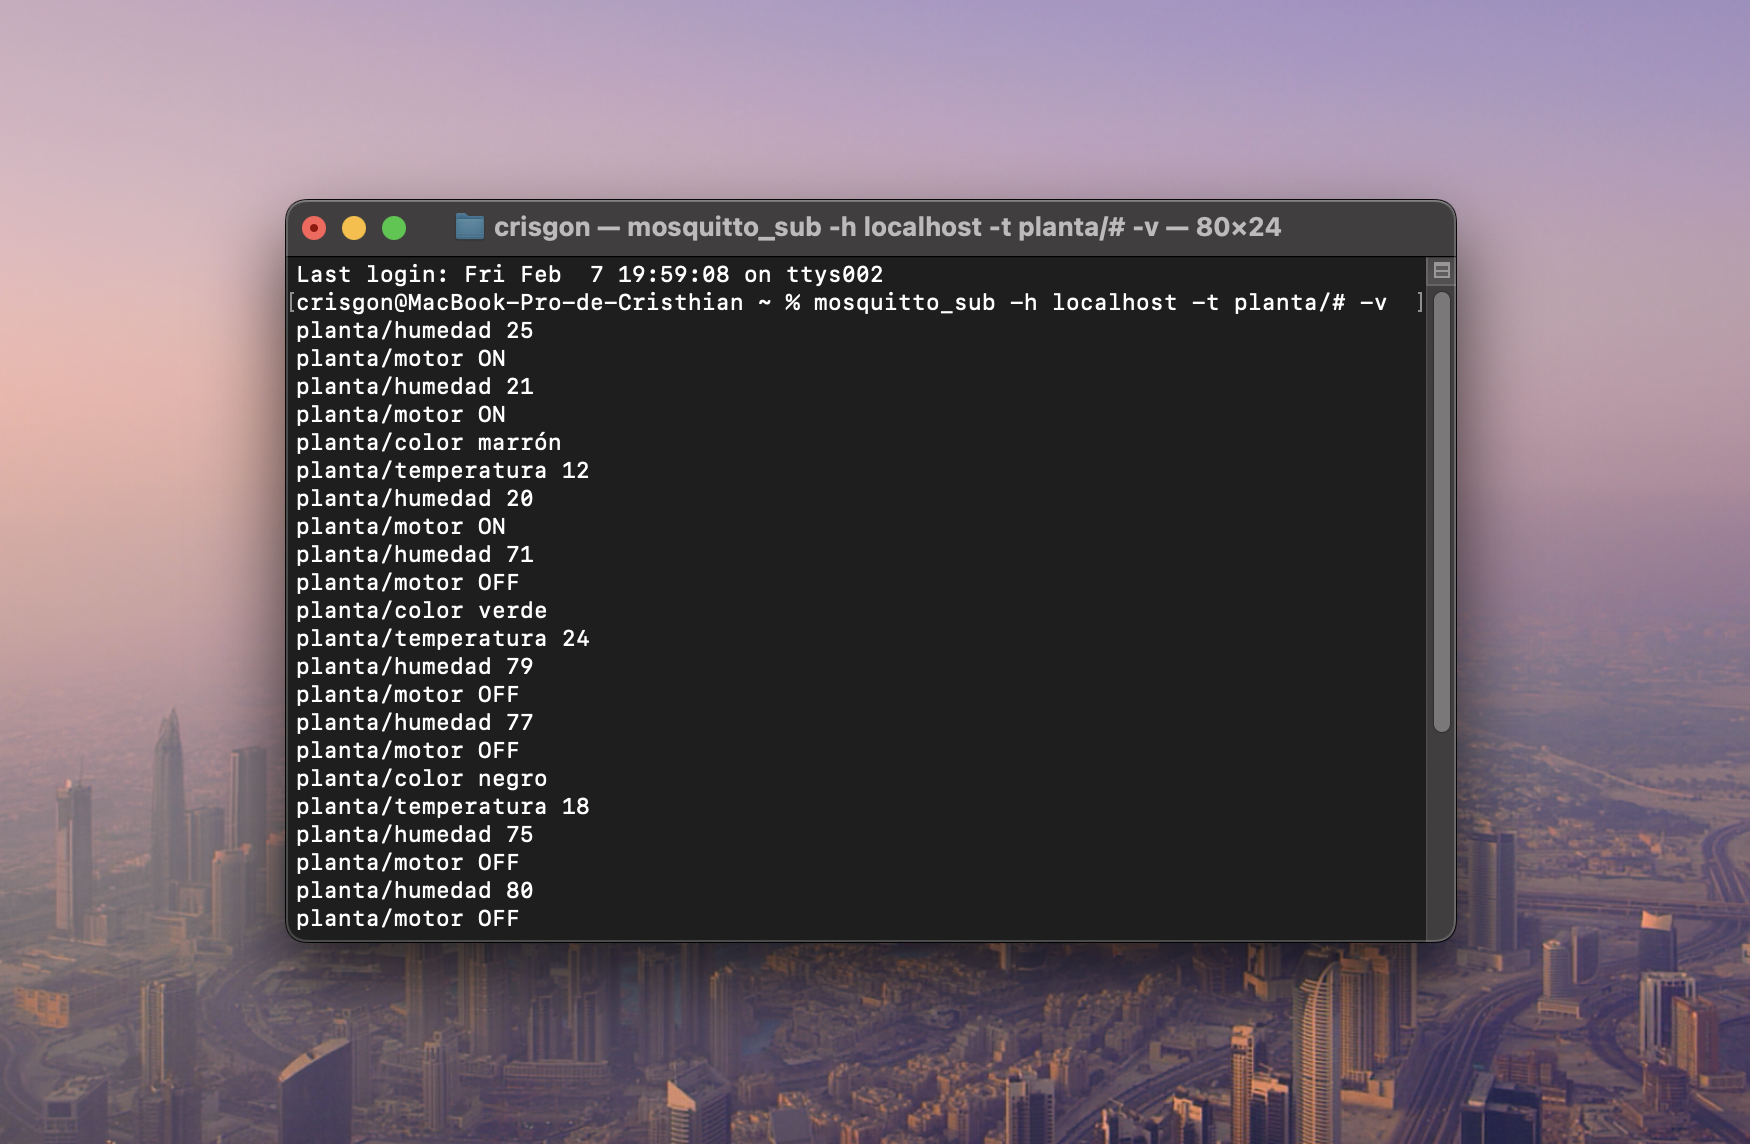 crisgon — mosquitto_sub -h localhost -t planta/# -v — 80×24
Last login: Fri Feb  7 19:59:08 on ttys002
[crisgon@MacBook-Pro-de-Cristhian ~ % mosquitto_sub -h localhost -t planta/# -v  ]
planta/humedad 25
planta/motor ON
planta/humedad 21
planta/motor ON
planta/color marrón
planta/temperatura 12
planta/humedad 20
planta/motor ON
planta/humedad 71
planta/motor OFF
planta/color verde
planta/temperatura 24
planta/humedad 79
planta/motor OFF
planta/humedad 77
planta/motor OFF
planta/color negro
planta/temperatura 18
planta/humedad 75
planta/motor OFF
planta/humedad 80
planta/motor OFF